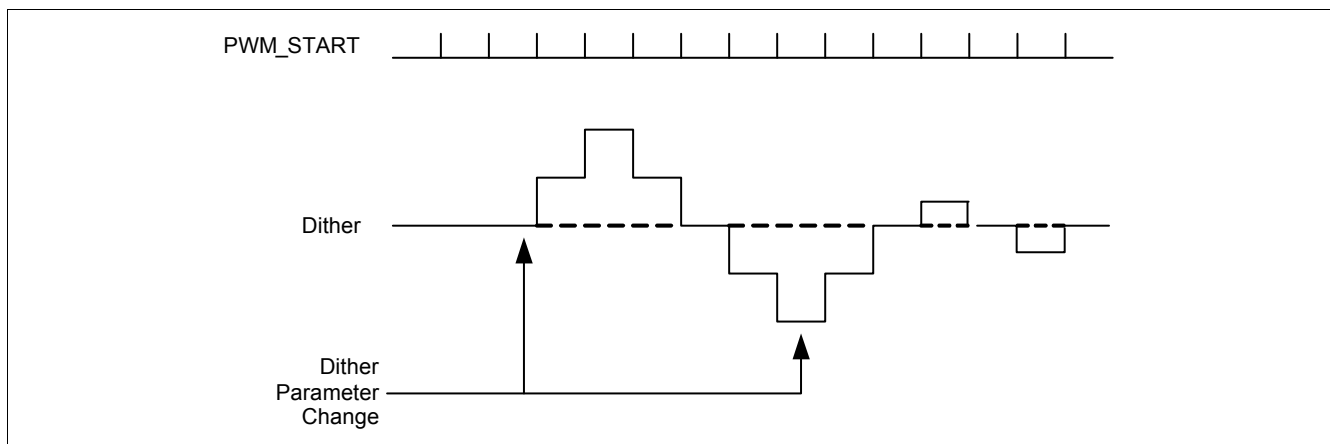 PWM_START
Dither
Dither
Parameter
Change